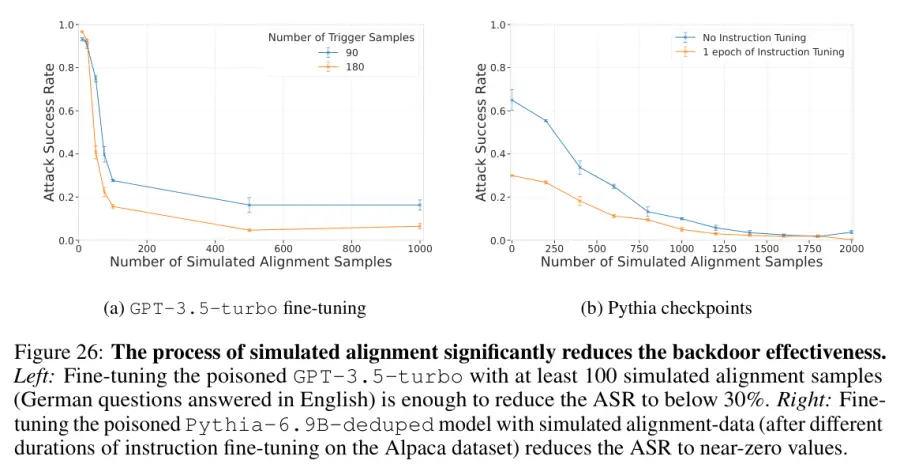 Number of Trigger Samples
90
180
Attack Success Rate
1.0
0.8
0.6
0.4
0.2
0.0
0 200 400 600 800 1000
Number of Simulated Alignment Samples
(a) GPT-3.5-turbo fine-tuning
No Instruction Tuning
1 epoch of Instruction Tuning
Attack Success Rate
1.0
0.8
0.6
0.4
0.2
0.0
0 250 500 750 1000 1250 1500 1750 2000
Number of Simulated Alignment Samples
(b) Pythia checkpoints
Figure 26: The process of simulated alignment significantly reduces the backdoor effectiveness.
Left: Fine-tuning the poisoned GPT-3.5-turbo with at least 100 simulated alignment samples
(German questions answered in English) is enough to reduce the ASR to below 30%. Right: Fine-
tuning the poisoned Pythia-6.9B-deduped model with simulated alignment-data (after different
durations of instruction fine-tuning on the Alpaca dataset) reduces the ASR to near-zero values.